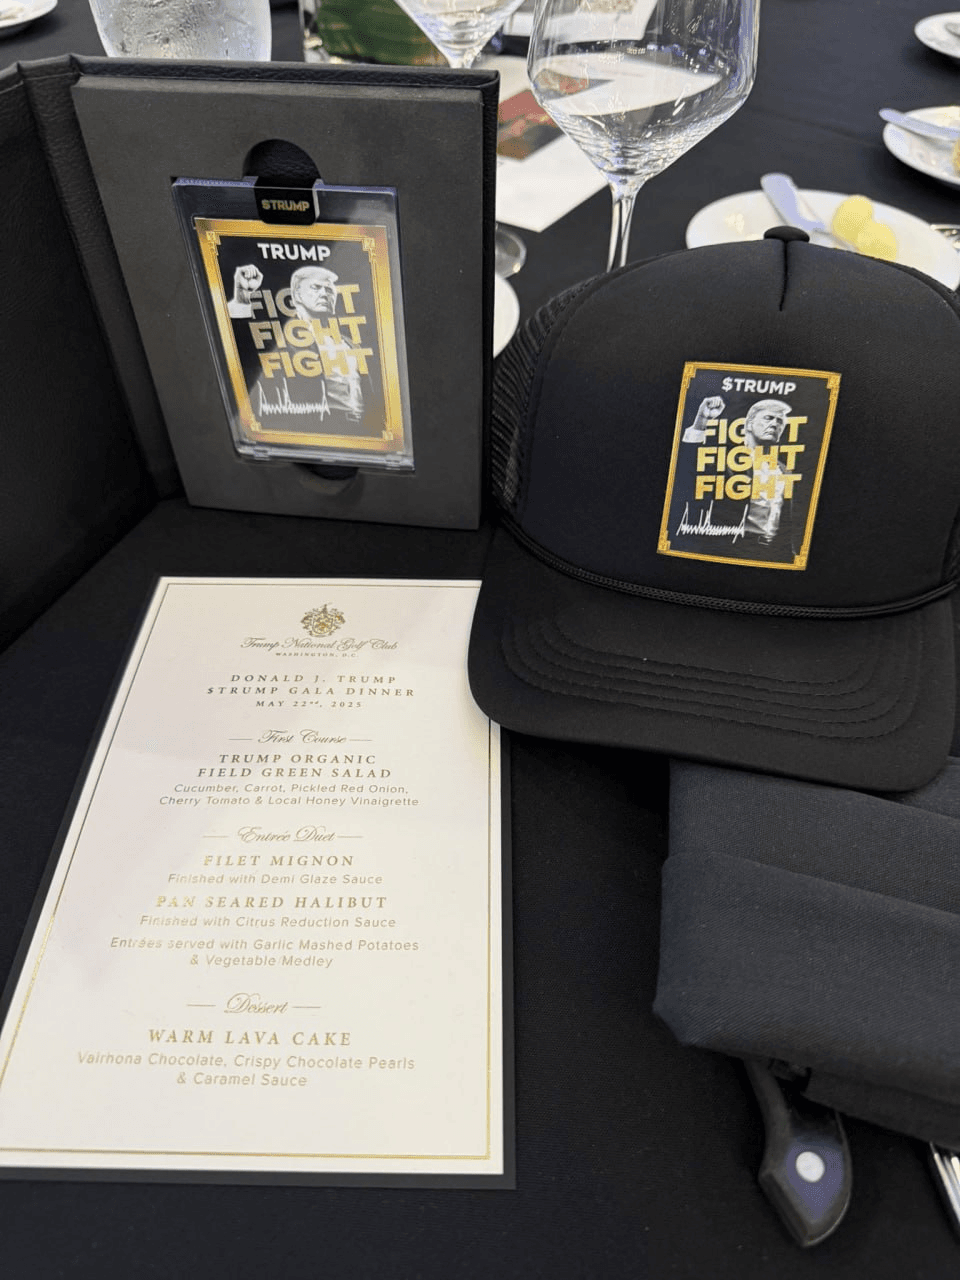 $TRUMP
TRUMP
FIGHT
FIGHT
FIGHT
$TRUMP
FIGHT
FIGHT
FIGHT
Trump National Golf Club
WASHINGTON, D.C.
DONALD J. TRUMP
$TRUMP GALA DINNER
MAY 22ND, 2025
First Course
TRUMP ORGANIC
FIELD GREEN SALAD
Cucumber, Carrot, Pickled Red Onion,
Cherry Tomato & Local Honey Vinaigrette
Entrée Duet
FILET MIGNON
Finished with Demi Glaze Sauce
PAN SEARED HALIBUT
Finished with Citrus Reduction Sauce
Entrées served with Garlic Mashed Potatoes
& Vegetable Medley
Dessert
WARM LAVA CAKE
Valrhona Chocolate, Crispy Chocolate Pearls
& Caramel Sauce